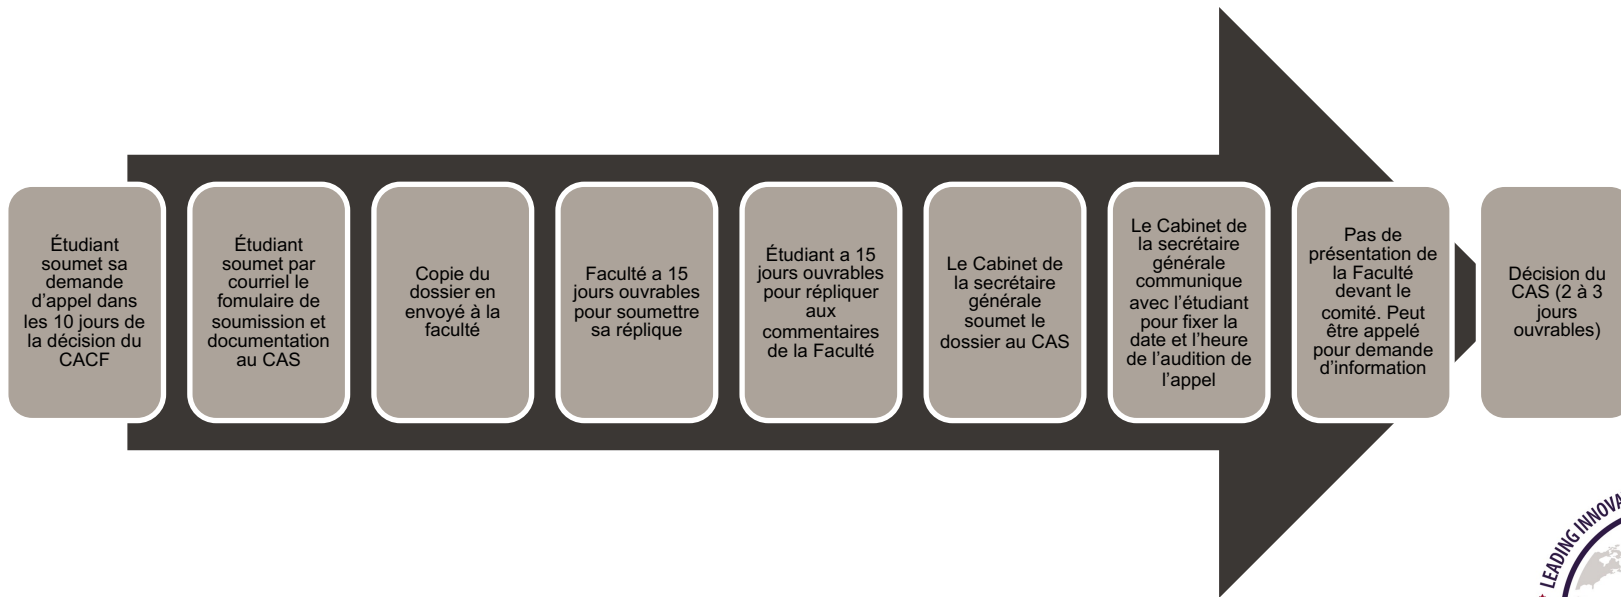 Étudiant
soumet sa
demande
d’appel dans
les 10 jours de
la décision du
CACF
Étudiant
soumet par
courriel le
fomulaire de
soumission et
documentation
au CAS
Copie du
dossier en
envoyé à la
faculté
Faculté a 15
jours ouvrables
pour soumettre
sa réplique
Étudiant a 15
jours ouvrables
pour répliquer
aux
commentaires
de la Faculté
Le Cabinet de
la secrétaire
générale
soumet le
dossier au CAS
Le Cabinet de
la secrétaire
générale
communique
avec l’étudiant
pour fixer la
date et l’heure
de l’audition de
l’appel
Pas de
présentation de
la Faculté
devant le
comité. Peut
être appelé
pour demande
d’information
Décision du
CAS (2 à 3
jours
ouvrables)
LEADING